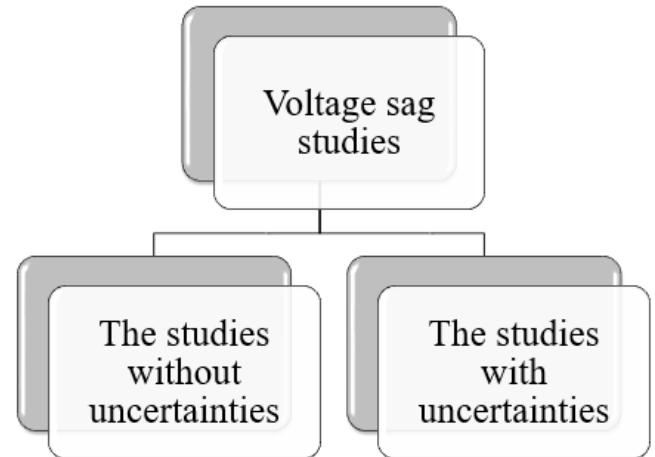 Voltage sag
studies
The studies
without
uncertainties
The studies
with
uncertainties